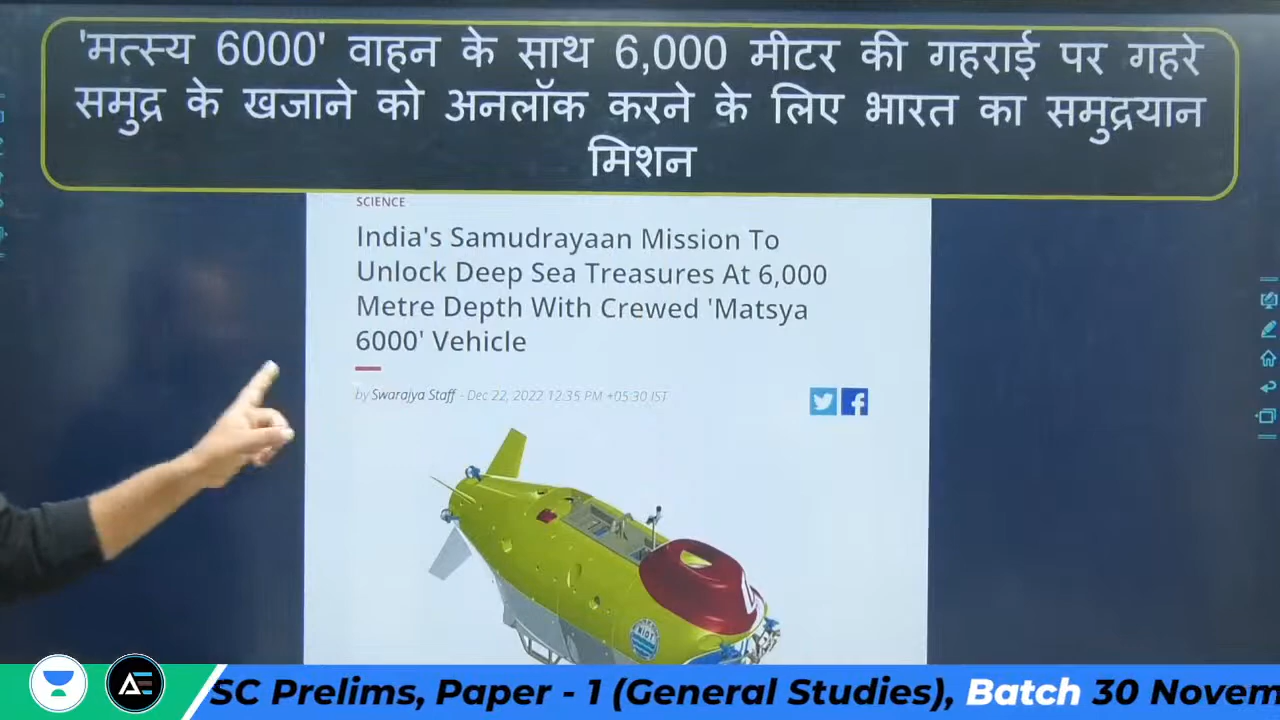 'मत्स्य 6000' वाहन के साथ 6,000 मीटर की गहराई पर गहरे
समुद्र के खजाने को अनलॉक करने के लिए भारत का समुद्रयान
मिशन
SCIENCE
India's Samudrayaan Mission To
Unlock Deep Sea Treasures At 6,000
Metre Depth With Crewed 'Matsya
6000' Vehicle
by Swarajya Staff - Dec 22, 2022 12:35 PM +05:30 IST
NIOT
SC Prelims, Paper - 1 (General Studies), Batch 30 Novem